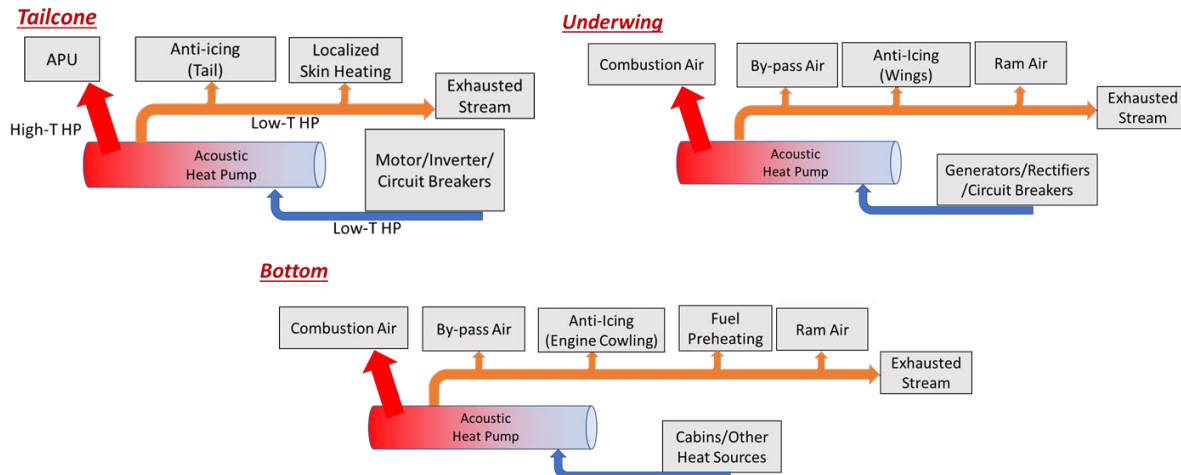 Tailcone
APU
Anti-icing
(Tail)
Localized
Skin Heating
Exhausted
Stream
High-T HP
Low-T HP
Acoustic
Heat Pump
Motor/Inverter/
Circuit Breakers
Low-T HP
Underwing
Combustion Air
By-pass Air
Anti-Icing
(Wings)
Ram Air
Exhausted
Stream
Acoustic
Heat Pump
Generators/Rectifiers
/Circuit Breakers
Bottom
Combustion Air
By-pass Air
Anti-Icing
(Engine Cowling)
Fuel
Preheating
Ram Air
Exhausted
Stream
Acoustic
Heat Pump
Cabins/Other
Heat Sources